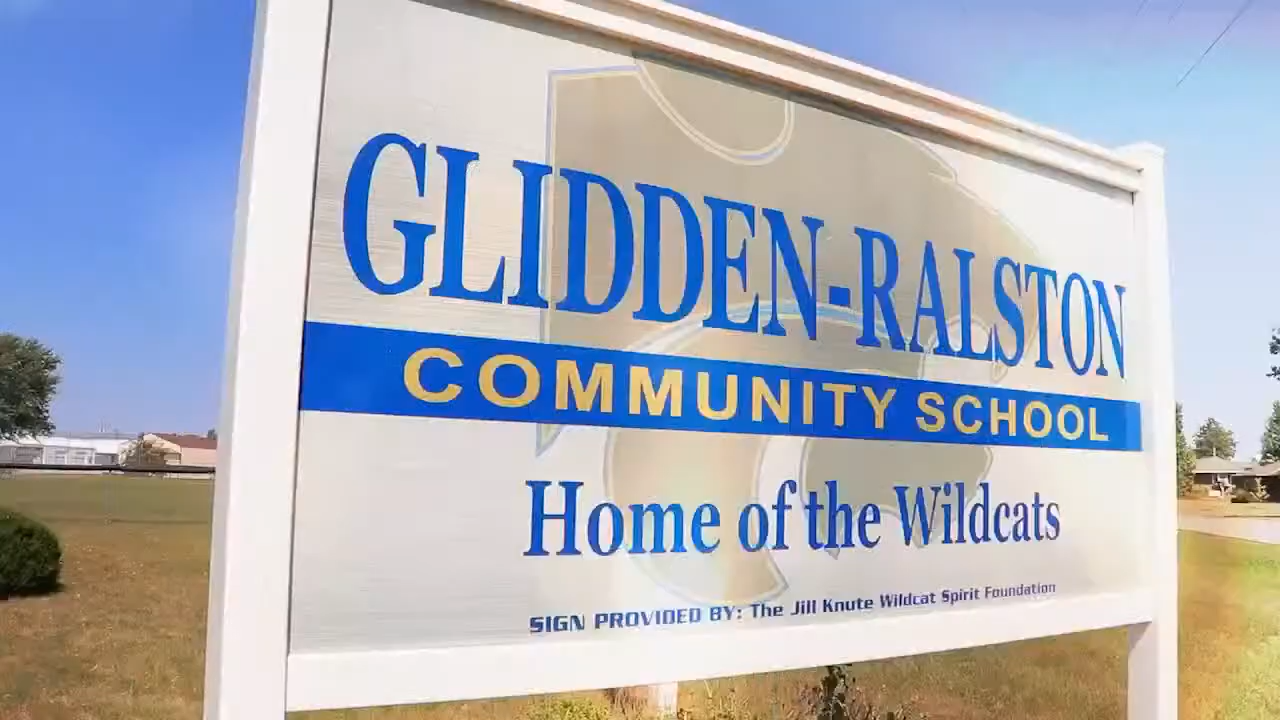 GLIDDEN-RALSTON
COMMUNITY SCHOOL
Home of the Wildcats
SIGN PROVIDED BY: The Jill Knute Wildcat Spirit Foundation